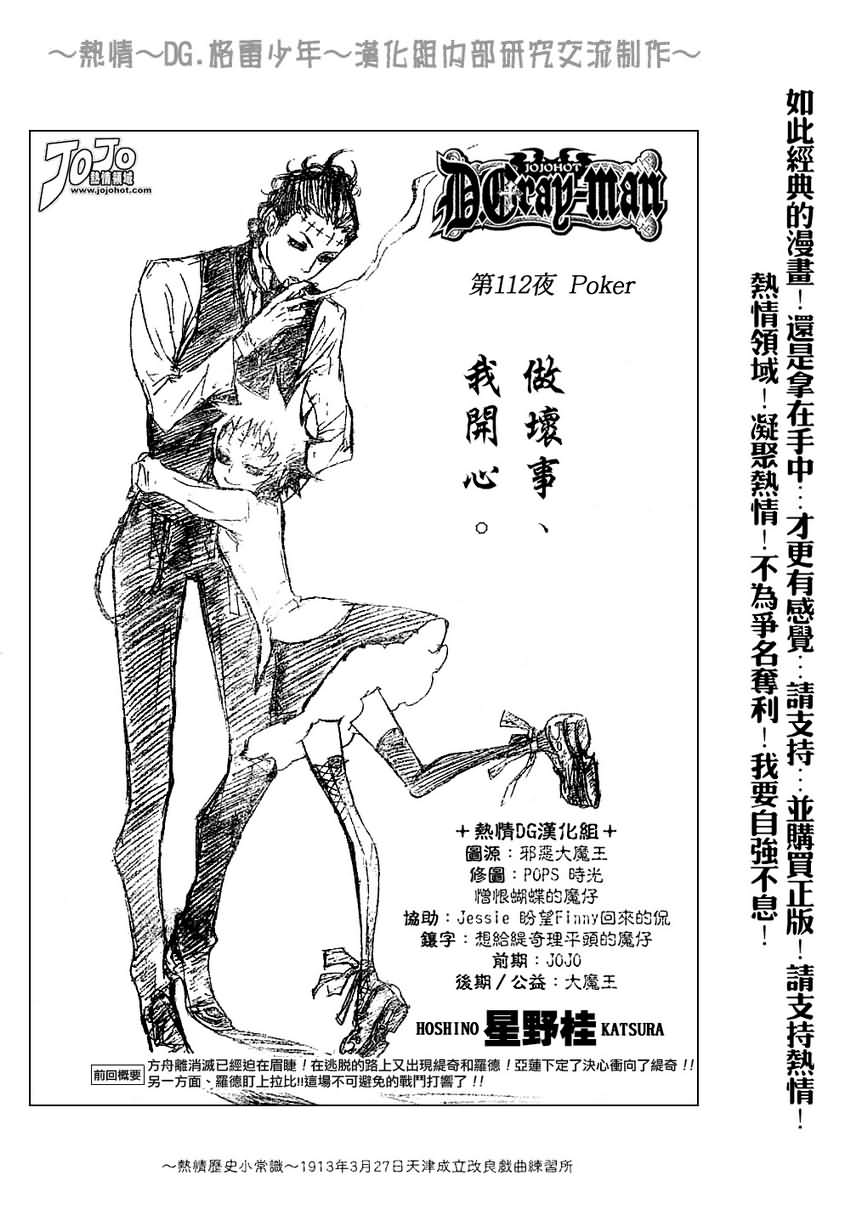 ～熱情～DG.格雷少年～漢化組內部研究交流制作～
如此經典的漫畫！還是拿在手中…才更有感覺…請支持…並購買正版！請支持熱情！
熱情領域！凝聚熱情！不為爭名奪利！我要自強不息！
JOJO
熱情領域
www.jojohot.com
JOJOHOT
D.Gray-man
第112夜 Poker
做壞事、
我開心。
＋熱情DG漢化組＋
圖源：邪惡大魔王
修圖：POPS 時光
憎恨蝴蝶的魔仔
協助：Jessie 盼望Finny回來的侃
鑲字：想給緹奇理平頭的魔仔
前期：JOJO
後期／公益：大魔王
HOSHINO 星野桂 KATSURA
前回概要
方舟離消滅已經迫在眉睫！在逃脱的路上又出現緹奇和羅德！亞蓮下定了決心衝向了緹奇！！
另一方面、羅德盯上拉比!!這場不可避免的戰鬥打響了！！
～熱情歷史小常識～1913年3月27日天津成立改良戲曲練習所